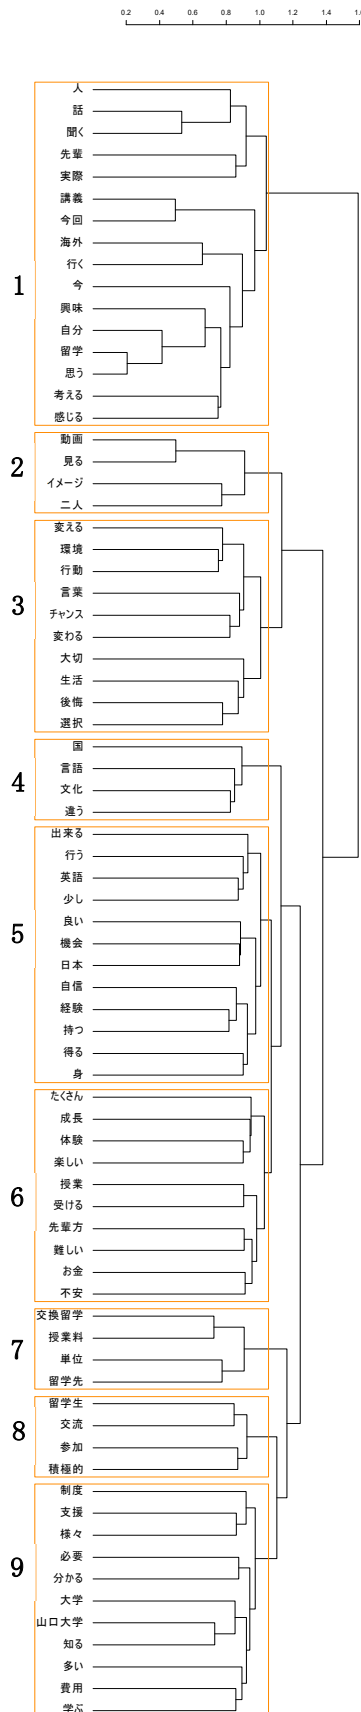 0.2 0.4 0.6 0.8 1.0 1.2 1.4
人
話
聞く
先輩
実際
講義
今回
海外
行く
1
今
興味
自分
留学
思う
考える
感じる
動画
2
見る
イメージ
二人
変える
環境
行動
言葉
3
チャンス
変わる
大切
生活
後悔
選択
国
言語
4
文化
違う
出来る
行う
英語
少し
良い
5
機会
日本
自信
経験
持つ
得る
身
たくさん
成長
体験
楽しい
授業
6
受ける
先輩方
難しい
お金
不安
交換留学
授業料
7
単位
留学先
留学生
交流
8
参加
積極的
制度
支援
様々
必要
9
分かる
大学
山口大学
知る
多い
費用
学ぶ